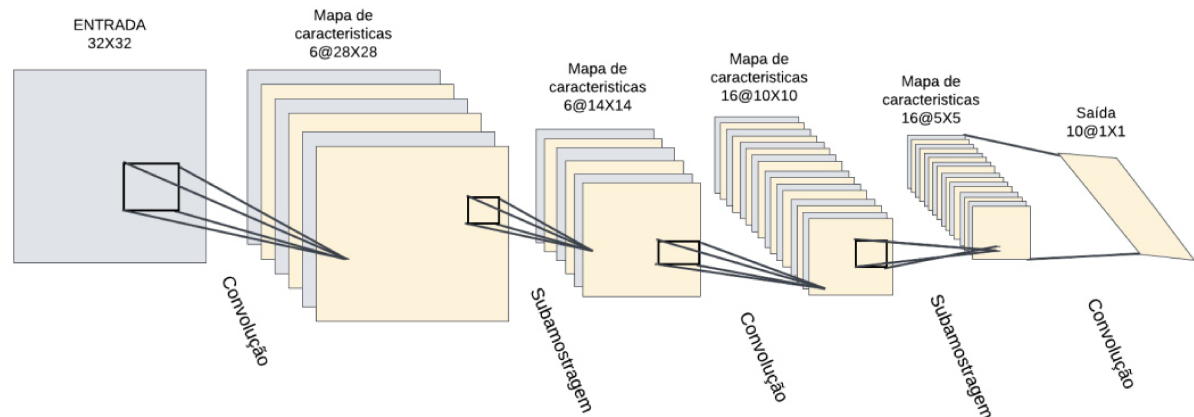 ENTRADA
32X32
Mapa de
caracteristicas
6@28X28
Mapa de
caracteristicas
6@14X14
Mapa de
caracteristicas
16@10X10
Mapa de
caracteristicas
16@5X5
Saída
10@1X1
Convolução
Subamostragem
Convolução
Subamostragem
Convolução